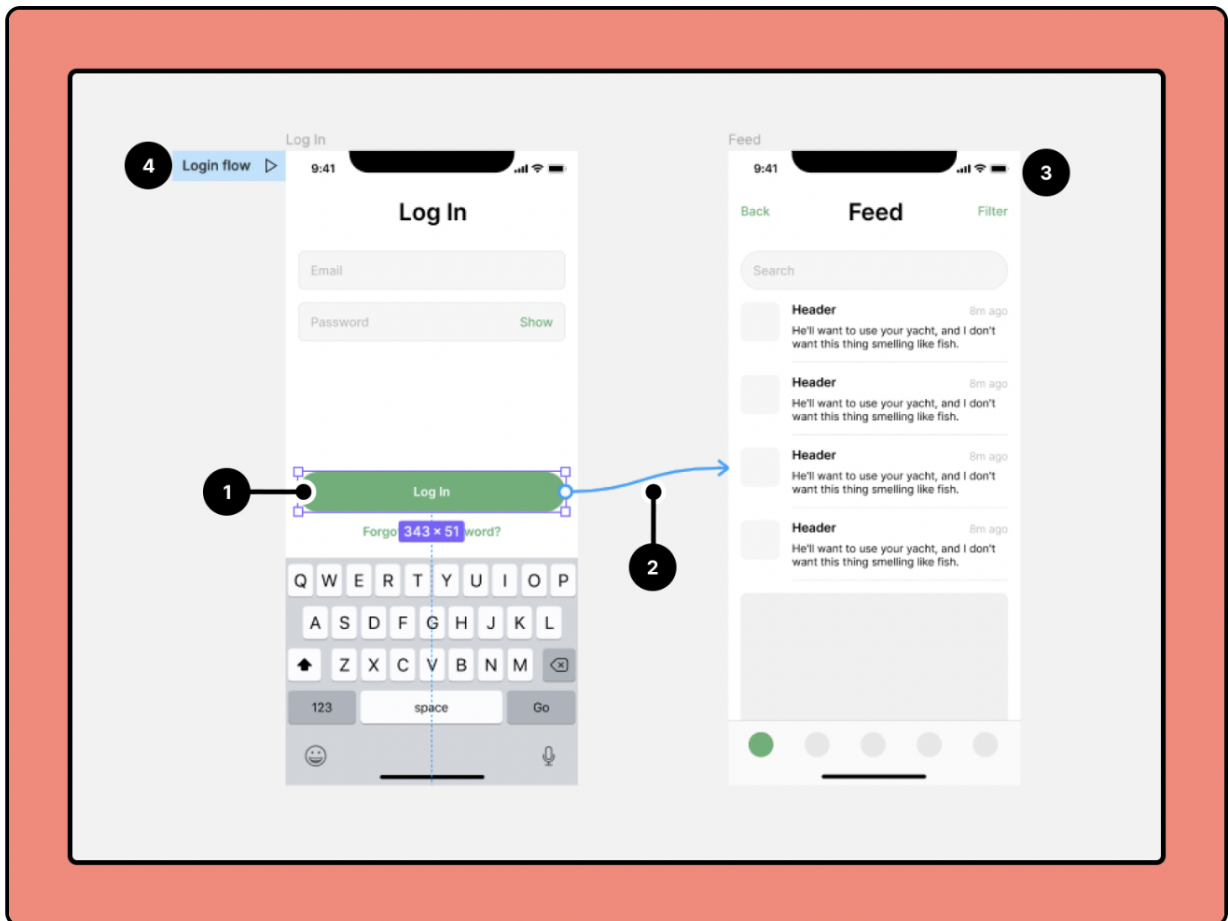 Log In
Feed
4
Login flow
9:41
9:41
3
Log In
Back
Feed
Filter
Email
Search
Password
Show
Header
8m ago
He'll want to use your yacht, and I don't
want this thing smelling like fish.
Header
8m ago
He'll want to use your yacht, and I don't
want this thing smelling like fish.
Header
8m ago
He'll want to use your yacht, and I don't
want this thing smelling like fish.
Header
8m ago
He'll want to use your yacht, and I don't
want this thing smelling like fish.
1
Log In
2
Forgo 343 × 51 word?
Q W E R T Y U I O P
A S D F G H J K L
Z X C V B N M
123 space Go